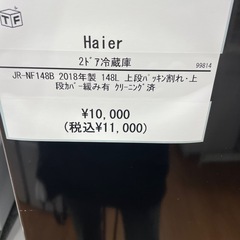 TF
Haier
2ﾄﾞｱ冷蔵庫
99814
JR-NF148B 2018年製 148L 上段ﾊﾟｯｷﾝ割れ･上
段ｶﾊﾞｰ緩み有 ｸﾘｰﾆﾝｸﾞ済
¥10,000
(税込¥11,000)